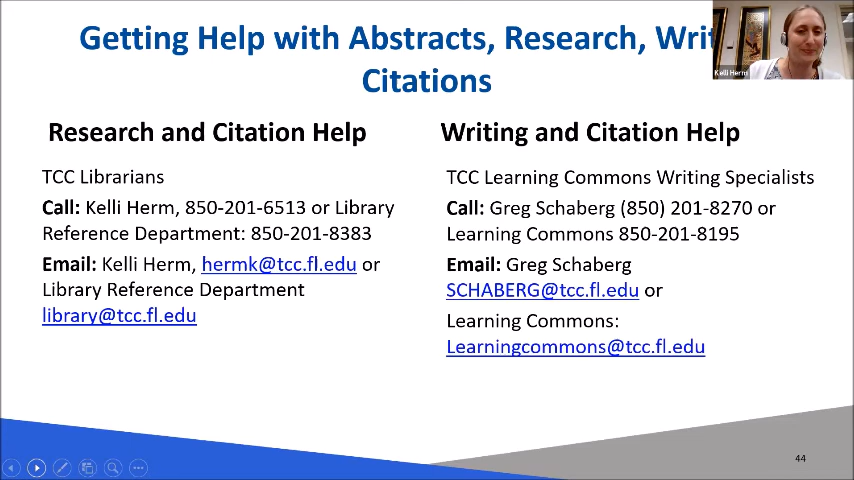 Getting Help with Abstracts, Research,
Citations
Kelli Herm
Research and Citation Help
TCC Librarians
Call: Kelli Herm, 850-201-6513 or Library
Reference Department: 850-201-8383
Email: Kelli Herm, hermk@tcc.fl.edu or
Library Reference Department
library@tcc.fl.edu
Writing and Citation Help
TCC Learning Commons Writing Specialists
Call: Greg Schaberg (850) 201-8270 or
Learning Commons 850-201-8195
Email: Greg Schaberg
SCHABERG@tcc.fl.edu or
Learning Commons:
Learningcommons@tcc.fl.edu
44